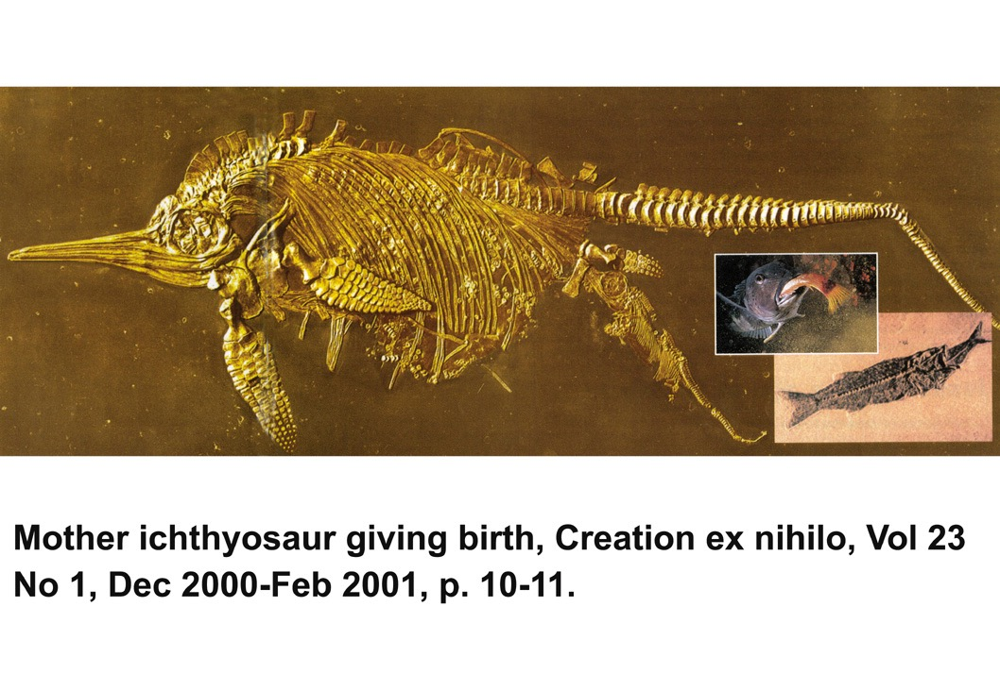 Mother ichthyosaur giving birth, Creation ex nihilo, Vol 23
No 1, Dec 2000-Feb 2001, p. 10-11.